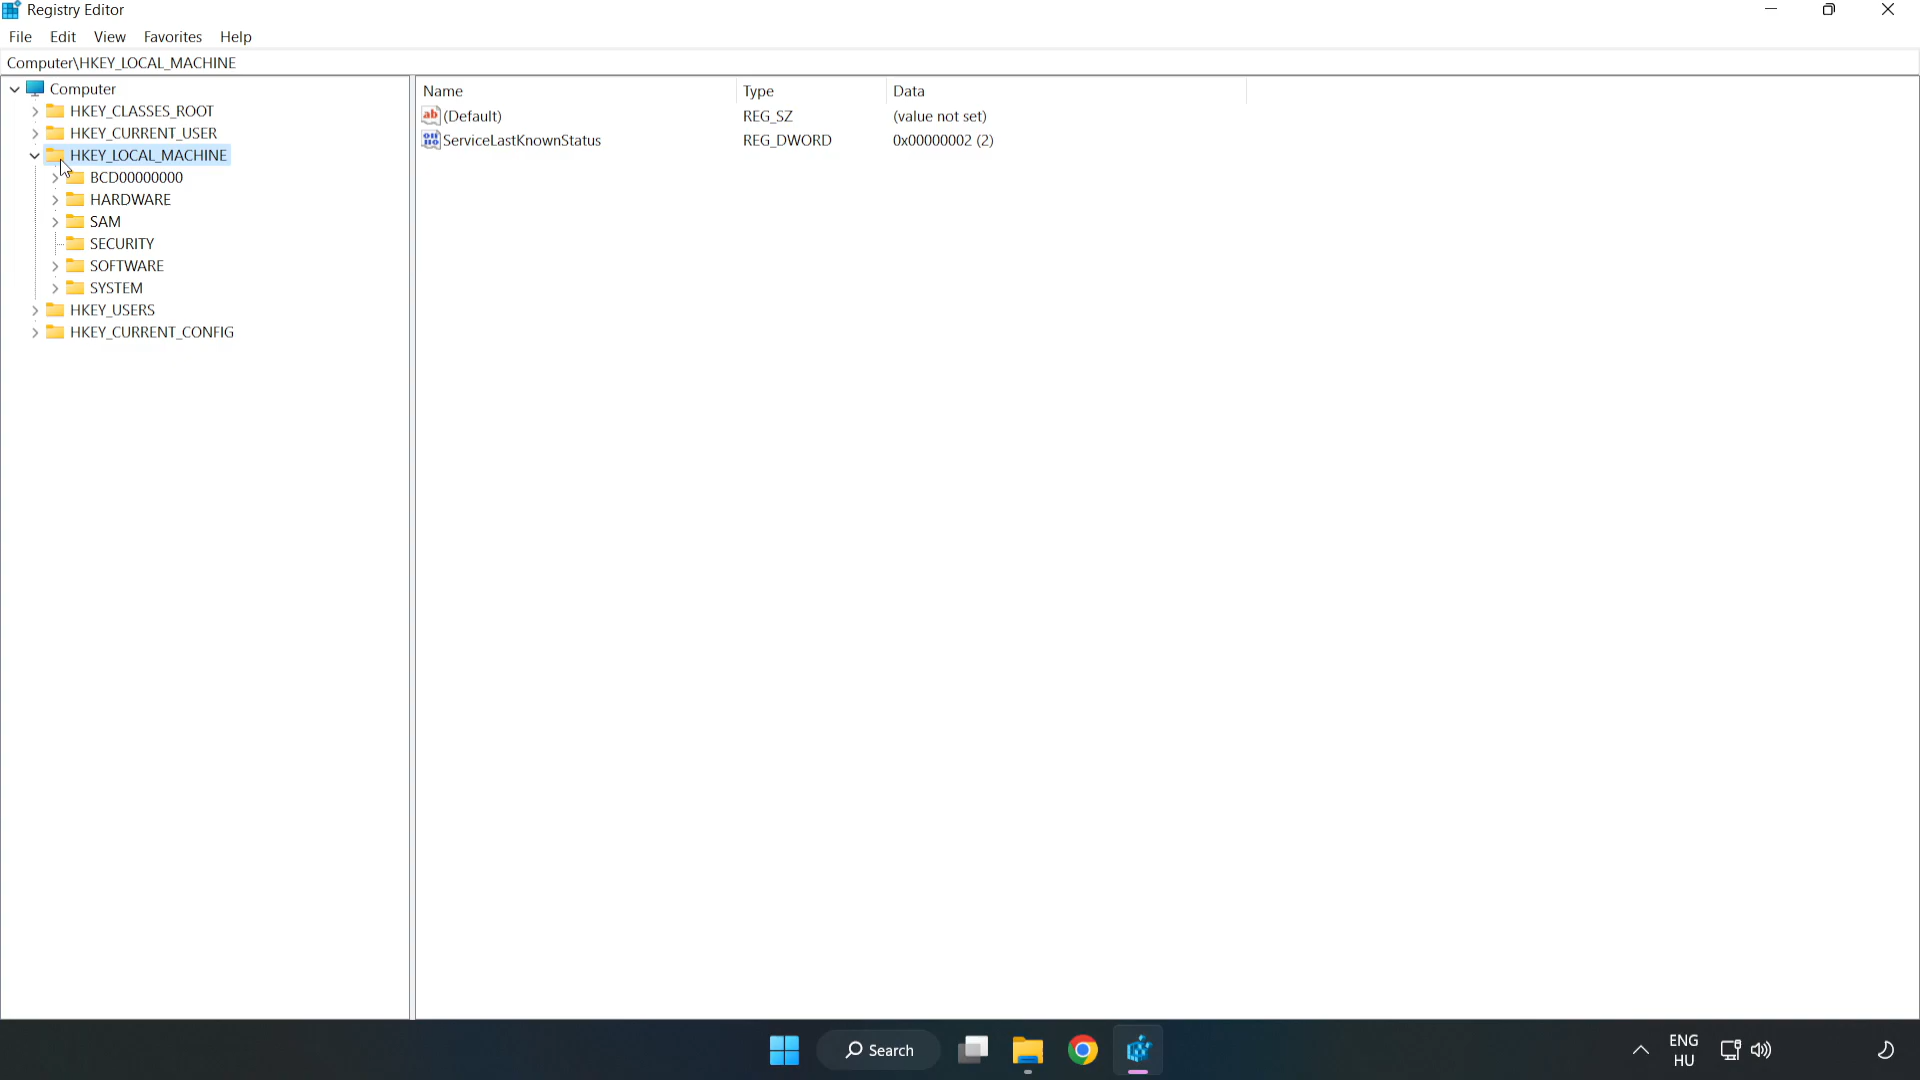 Registry Editor
File Edit View Favorites Help
Computer\HKEY_LOCAL_MACHINE
Computer
HKEY_CLASSES_ROOT
HKEY_CURRENT_USER
HKEY_LOCAL_MACHINE
BCD00000000
HARDWARE
SAM
SECURITY
SOFTWARE
SYSTEM
HKEY_USERS
HKEY_CURRENT_CONFIG
Name Type Data
ab (Default) REG_SZ (value not set)
ServiceLastKnownStatus REG_DWORD 0x00000002 (2)
Search
ENG
HU